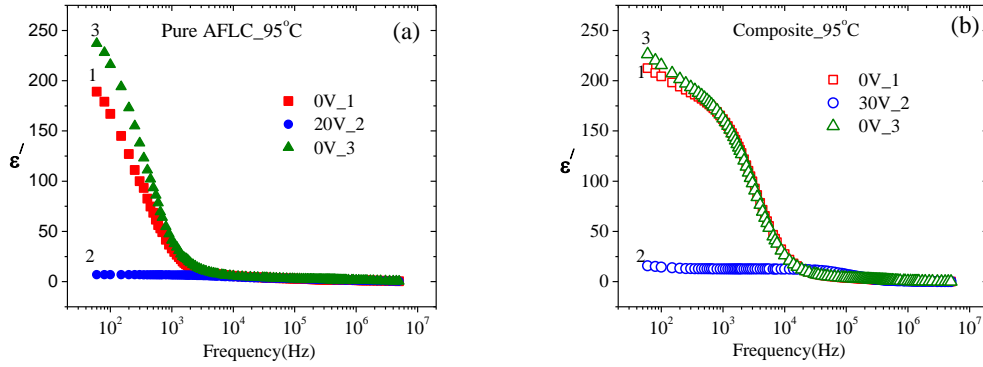 Pure AFLC_95°C
(a)
3
1
2
0V_1
20V_2
0V_3
250
200
150
100
50
0
ε′
10² 10³ 10⁴ 10⁵ 10⁶ 10⁷
Frequency(Hz)
Composite_95°C
(b)
3
1
2
0V_1
30V_2
0V_3
250
200
150
100
50
0
ε′
10² 10³ 10⁴ 10⁵ 10⁶ 10⁷
Frequency(Hz)